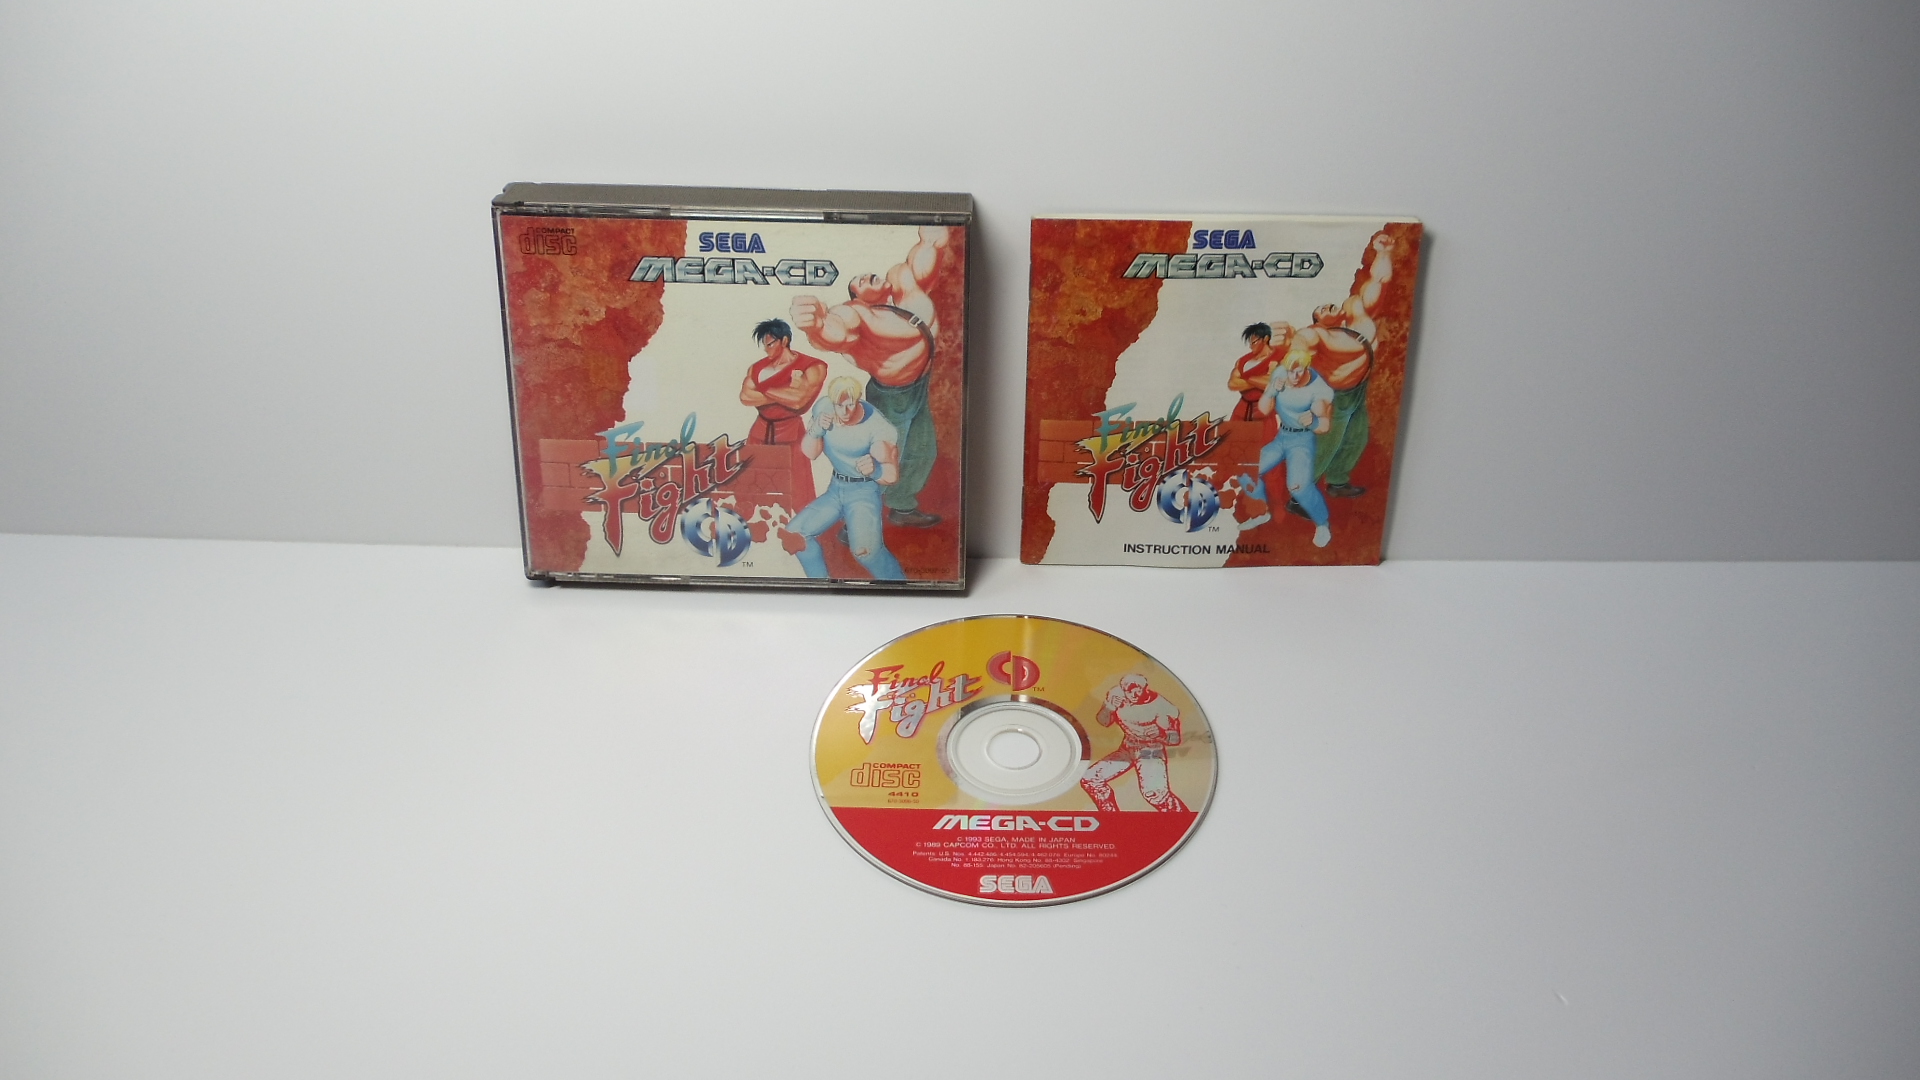 COMPACT
disc
SEGA
MEGA-CD
Final
Fight
CD
TM
SEGA
MEGA-CD
Final
Fight
CD
TM
INSTRUCTION MANUAL
Final
Fight
CD
TM
COMPACT
disc
4410
MEGA-CD
© 1993 SEGA, MADE IN JAPAN
© 1989 CAPCOM CO., LTD. ALL RIGHTS RESERVED.
SEGA